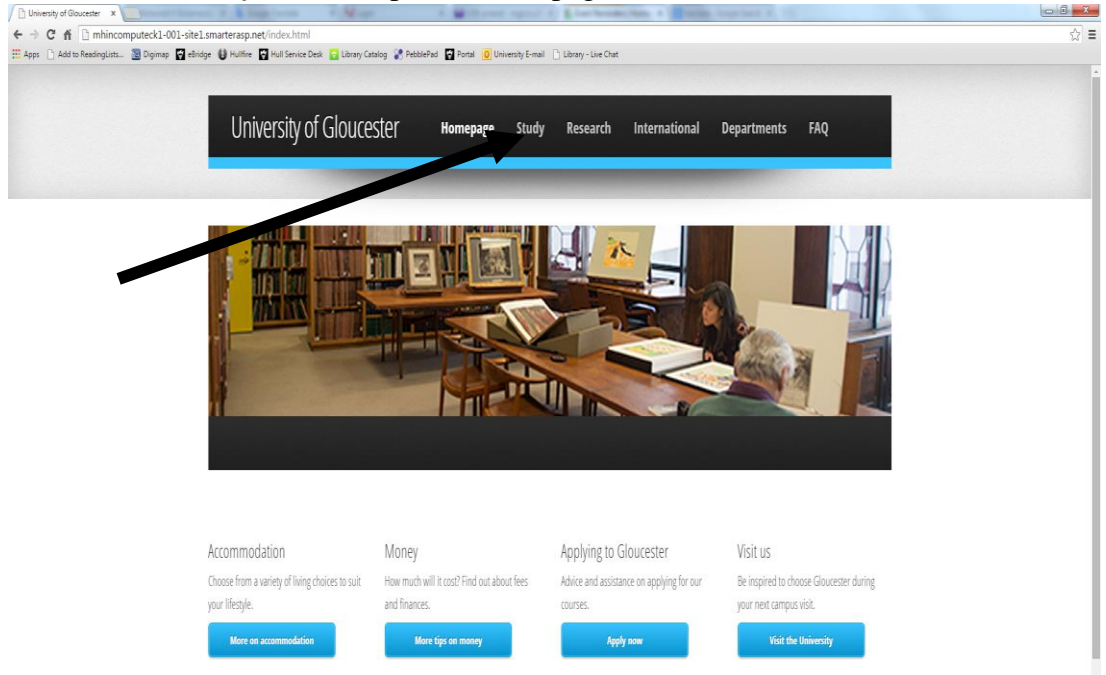 University of Gloucester
mhincomputeck1-001-site1.smarterasp.net/index.html
Apps Add to ReadingLists... Digimap eBridge Hullfire Hull Service Desk Library Catalog PebblePad Portal University E-mail Library - Live Chat
University of Gloucester Homepage Study Research International Departments FAQ
Accommodation
Choose from a variety of living choices to suit
your lifestyle.
More on accommodation
Money
How much will it cost? Find out about fees
and finances.
More tips on money
Applying to Gloucester
Advice and assistance on applying for our
courses.
Apply now
Visit us
Be inspired to choose Gloucester during
your next campus visit.
Visit the University